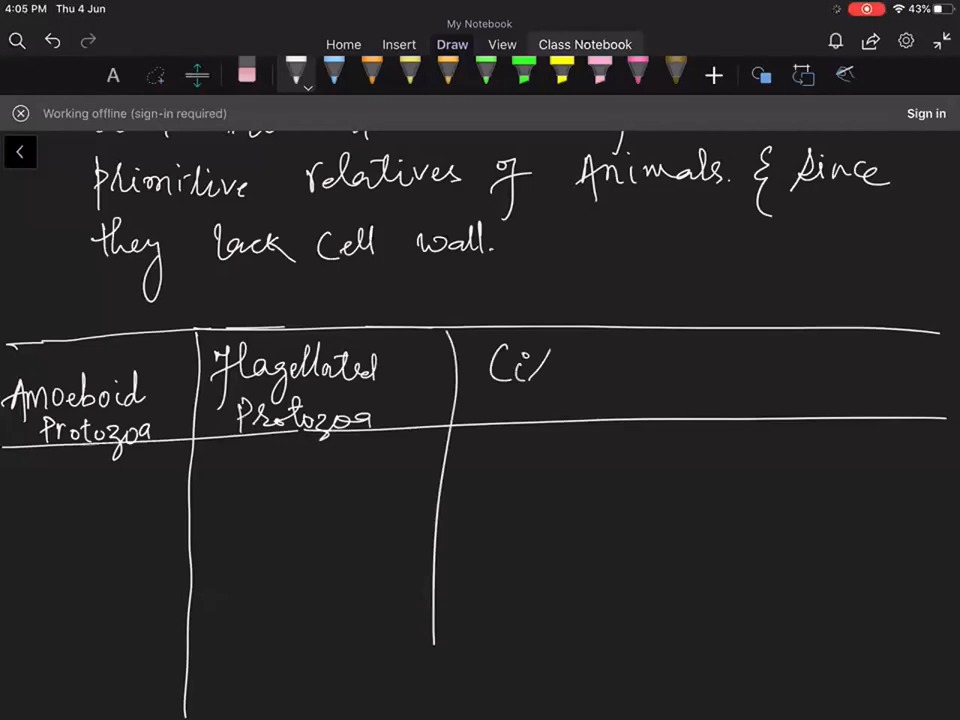 4:05 PM Thu 4 Jun
43%
My Notebook
Home Insert Draw View Class Notebook
A
Working offline (sign-in required) Sign in
primitive relatives of Animals. { Since
they lack cell wall.
Amoeboid Protozoa
Flagellated Protozoa
Cil